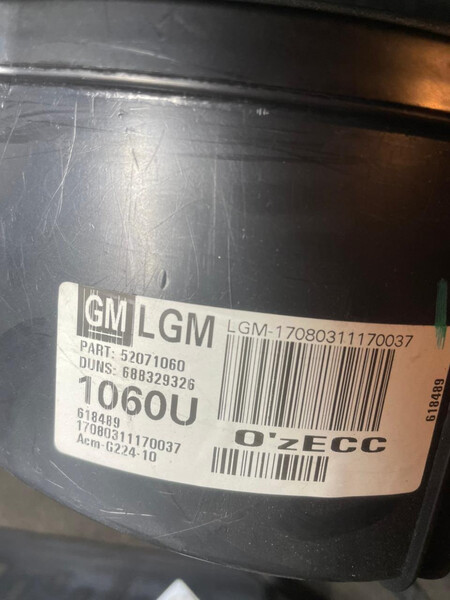 GM LGM LGM-17080311170037
PART: 52071060
DUNS: 688329326
1060U
618489
17080311170037
Acm-G224-10
O'zECC
618489